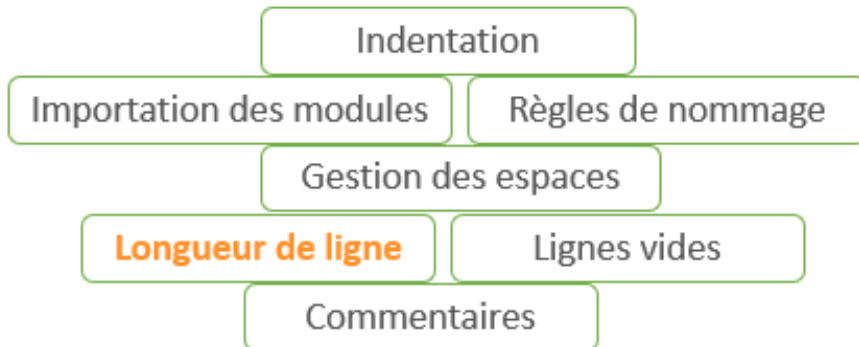 Indentation
Importation des modules
Règles de nommage
Gestion des espaces
Longueur de ligne
Lignes vides
Commentaires